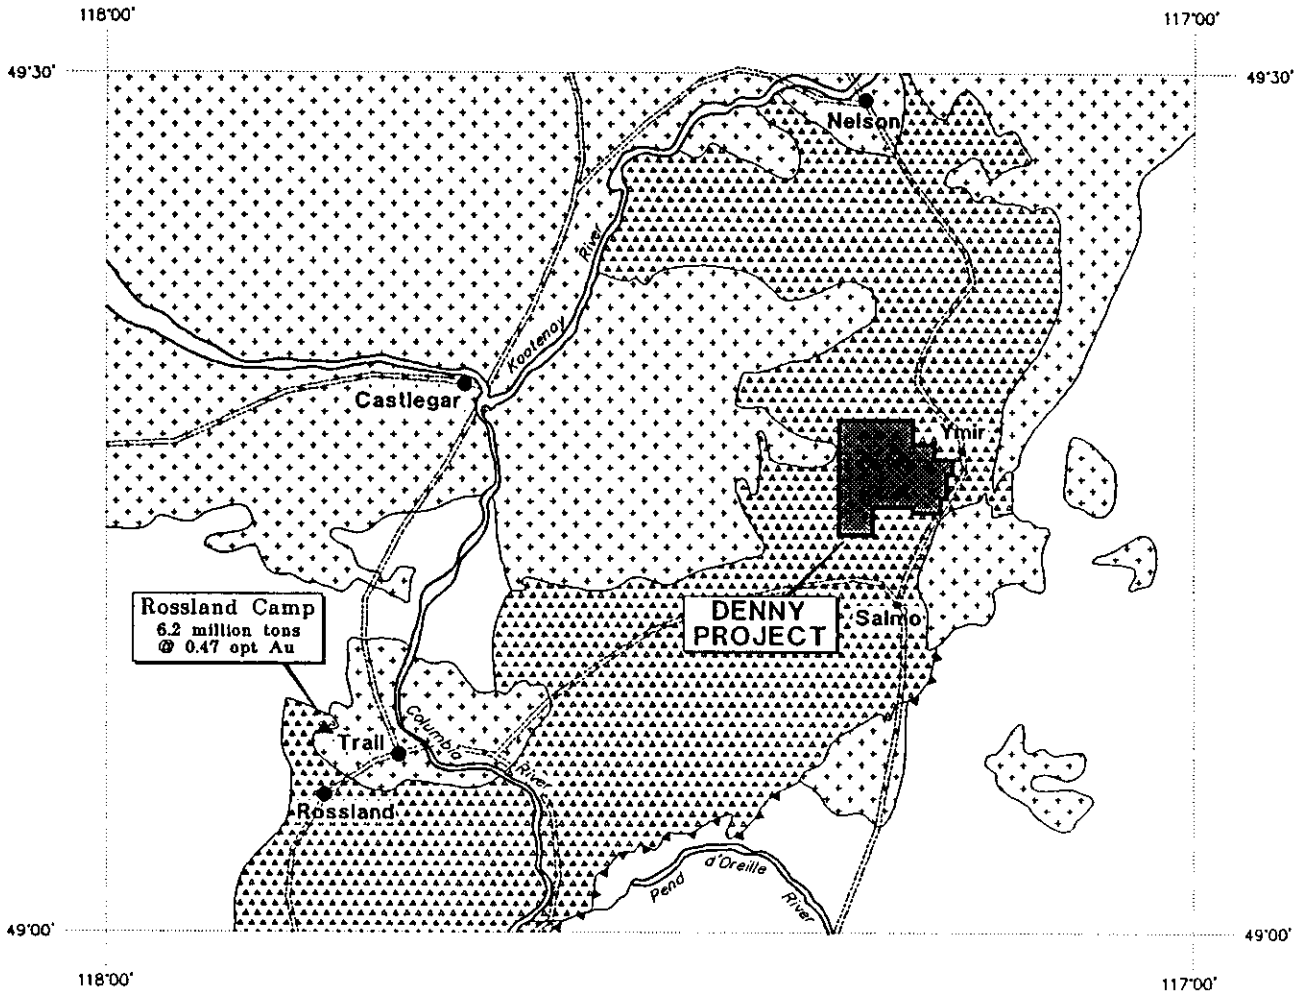 118°00'
117°00'
49°30'
49°30'
Nelson
Kootenay River
Castlegar
Ymir
Rossland Camp
6.2 million tons
@ 0.47 opt Au
DENNY
PROJECT
Salmo
Columbia River
Trail
Rossland
Pend d'Oreille River
49°00'
49°00'
118°00'
117°00'